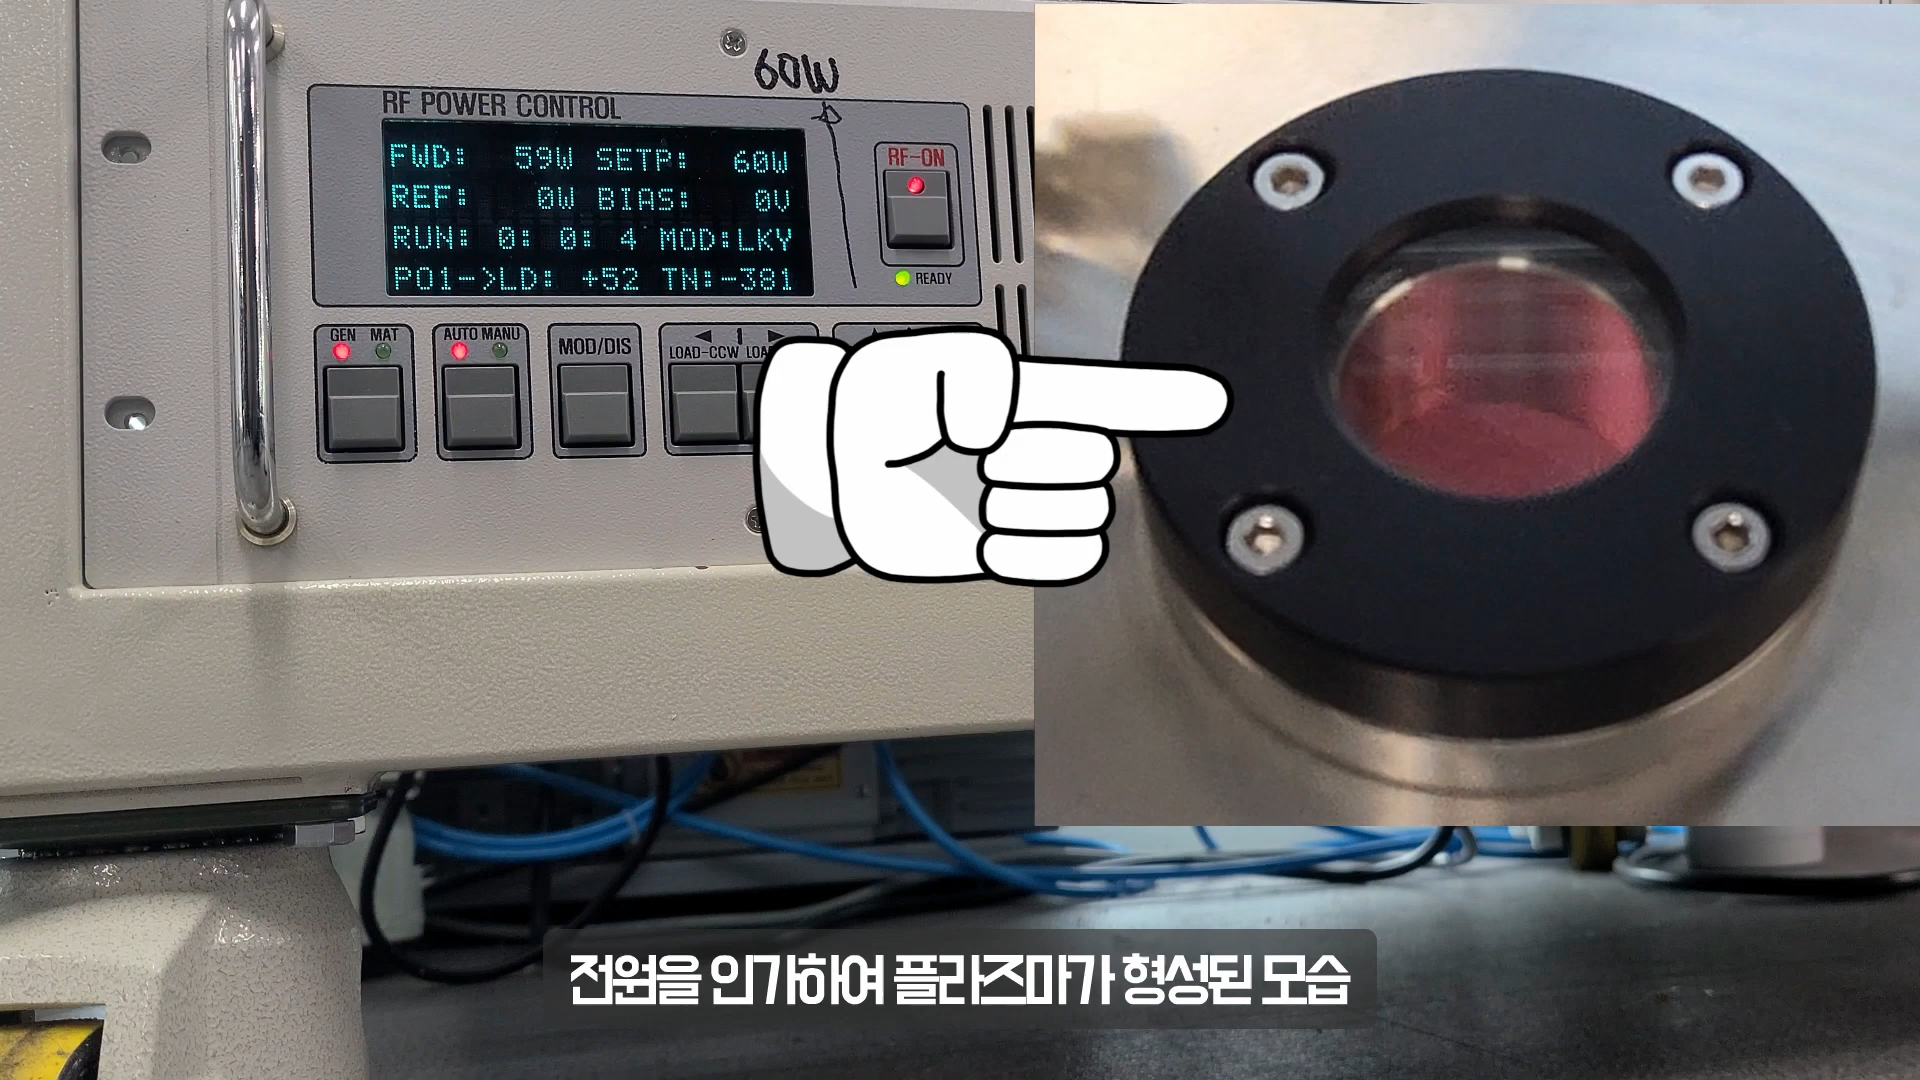 60W
RF POWER CONTROL
FWD: 59W SETP: 60W
REF: 0W BIAS: 0V
RUN: 0: 0: 4 MOD:LKY
PO1->LD: +52 TN:-381
RF-ON
READY
GEN MAT
AUTO MANU
MOD/DIS
LOAD-CCW
전원을 인가하여 플라즈마가 형성된 모습